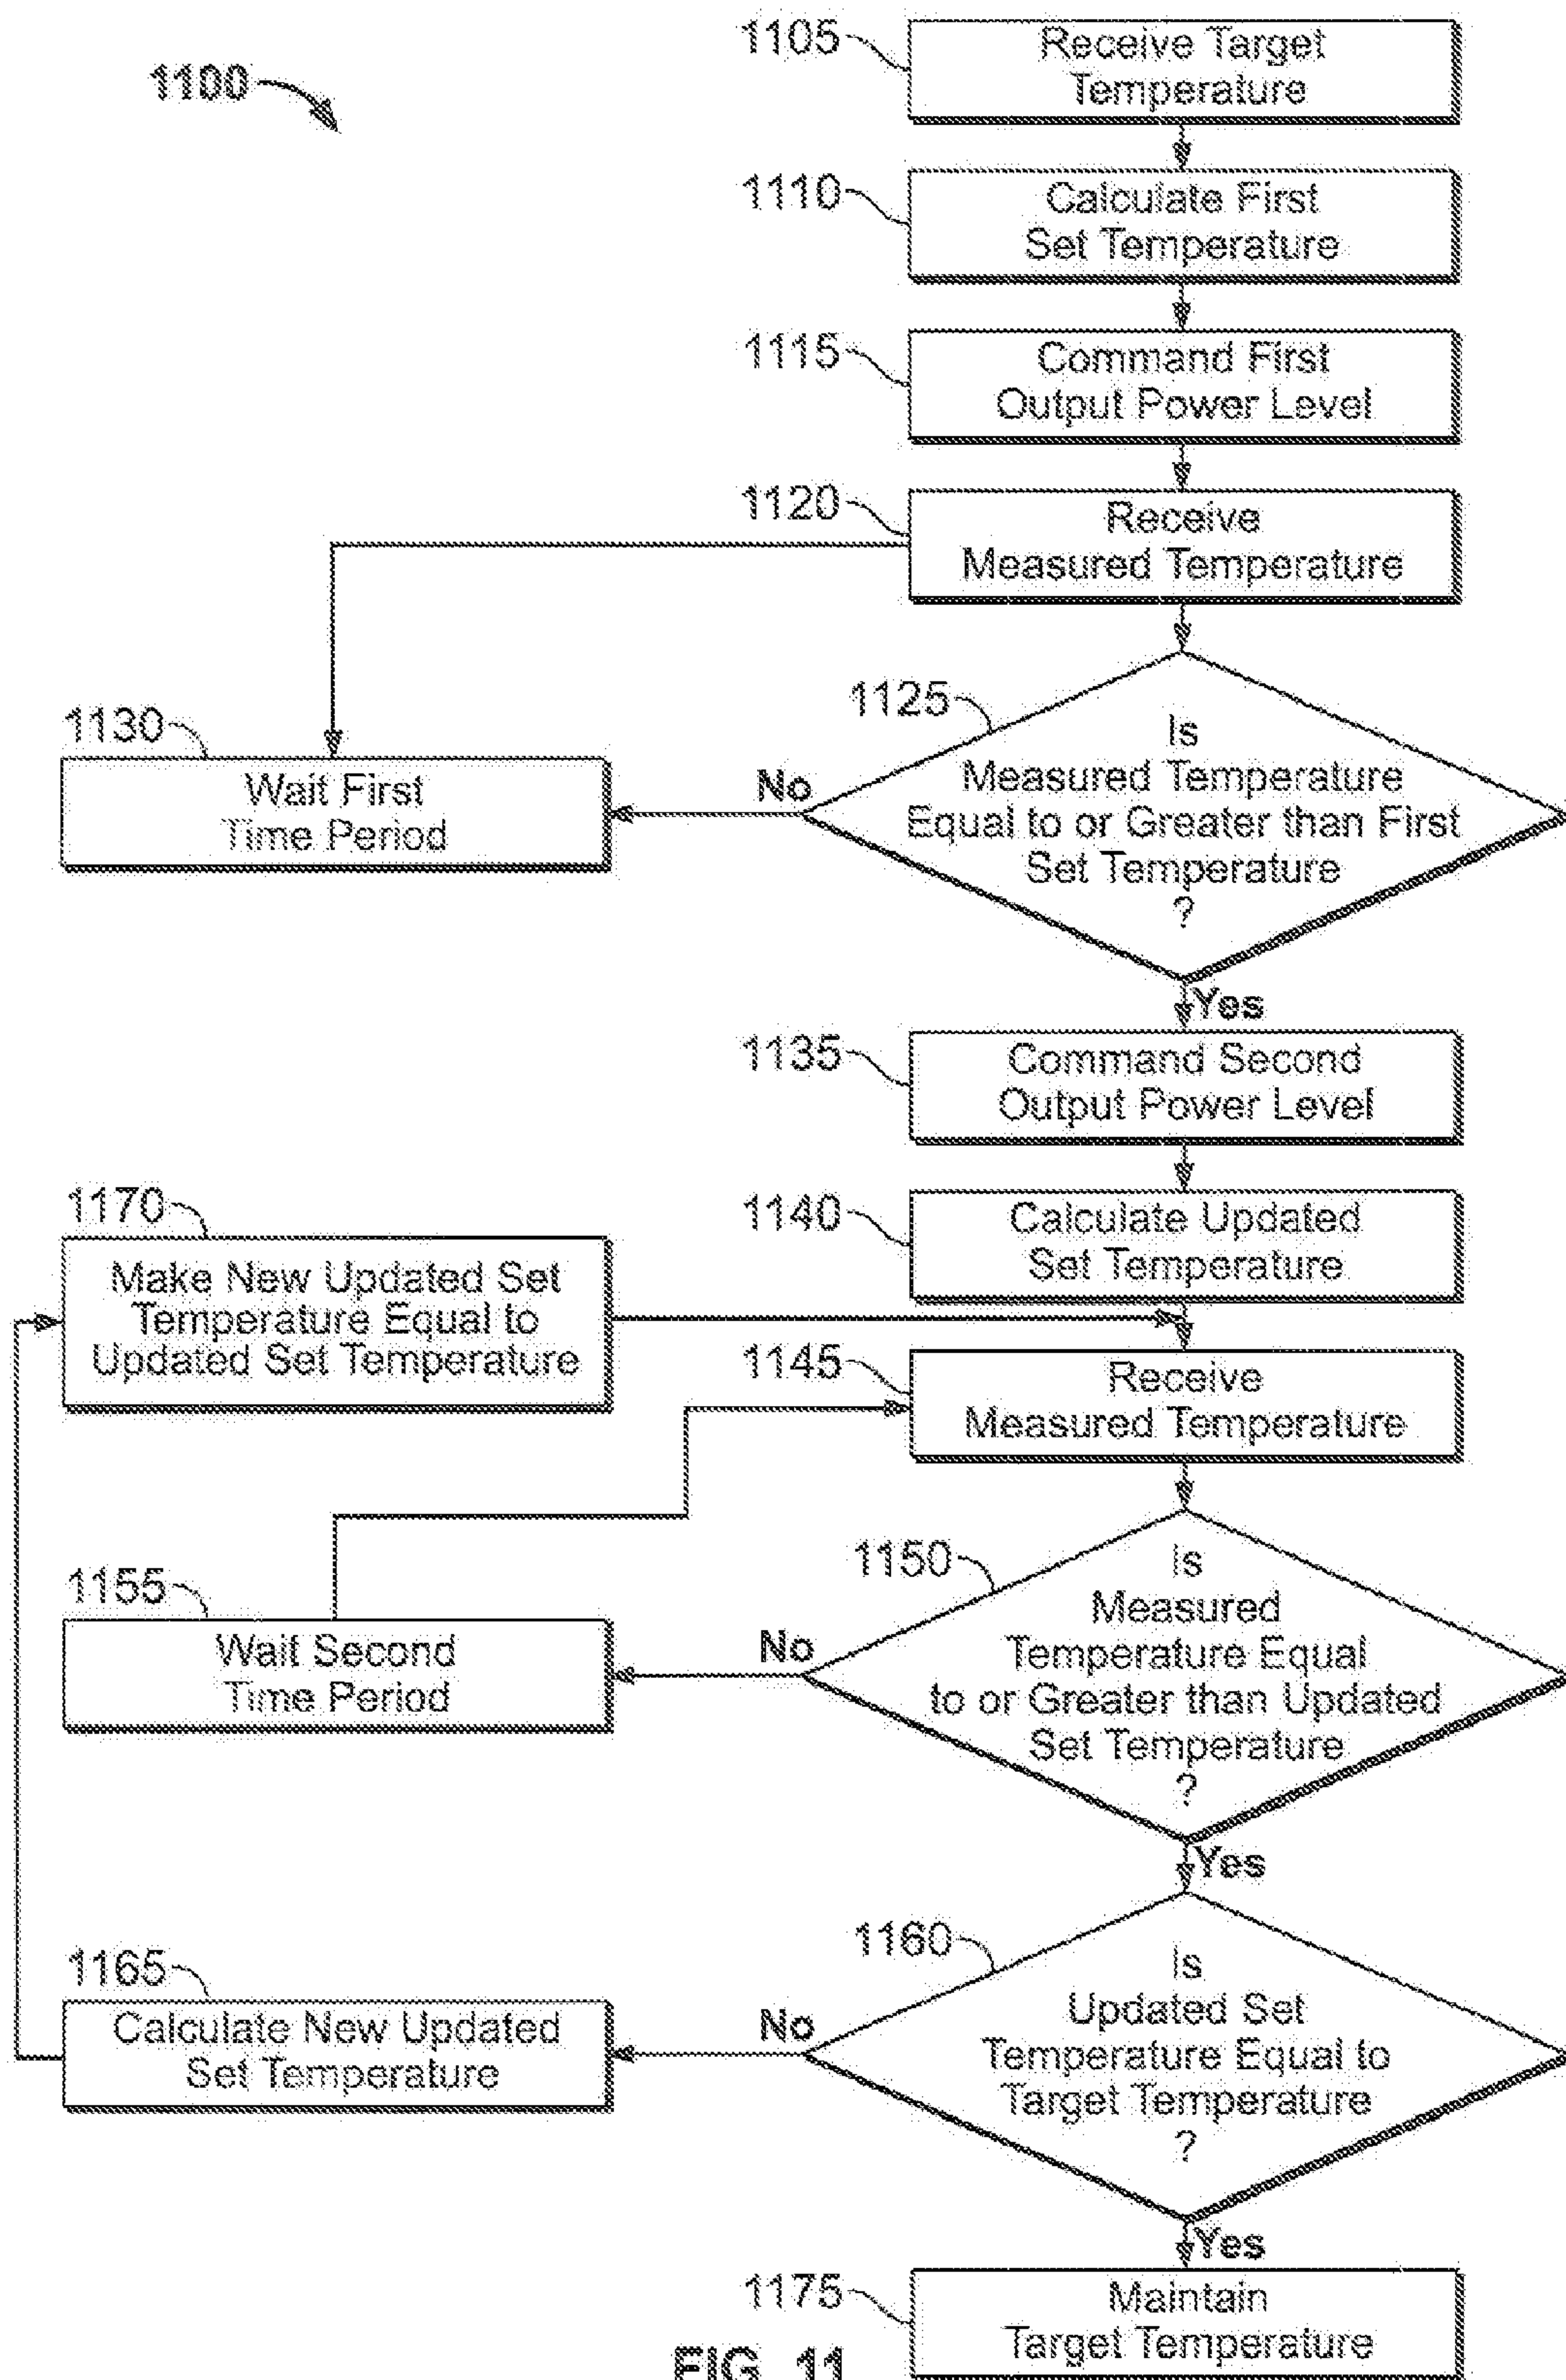 1100
1105
Receive Target
Temperature
1110
Calculate First
Set Temperature
1115
Command First
Output Power Level
1120
Receive
Measured Temperature
1125
Is
Measured Temperature
Equal to or Greater than First
Set Temperature
?
No
1130
Wait First
Time Period
Yes
1135
Command Second
Output Power Level
1140
Calculate Updated
Set Temperature
1170
Make New Updated Set
Temperature Equal to
Updated Set Temperature
1145
Receive
Measured Temperature
1150
Is
Measured
Temperature Equal
to or Greater than Updated
Set Temperature
?
No
1155
Wait Second
Time Period
Yes
1160
Is
Updated Set
Temperature Equal to
Target Temperature
?
No
1165
Calculate New Updated
Set Temperature
Yes
1175
Maintain
Target Temperature
FIG. 11